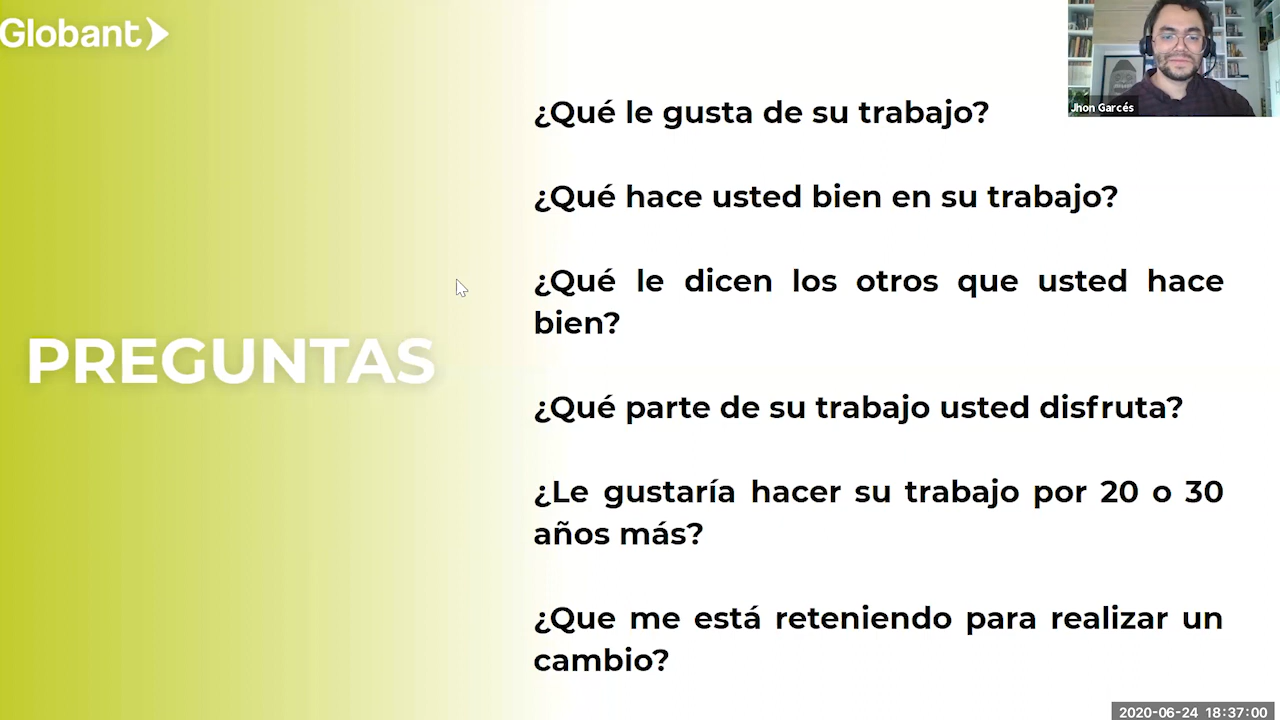 Globant
Jhon Garcés
¿Qué le gusta de su trabajo?
¿Qué hace usted bien en su trabajo?
¿Qué le dicen los otros que usted hace
bien?
PREGUNTAS
¿Qué parte de su trabajo usted disfruta?
¿Le gustaría hacer su trabajo por 20 o 30
años más?
¿Que me está reteniendo para realizar un
cambio?
2020-06-24 18:37:00